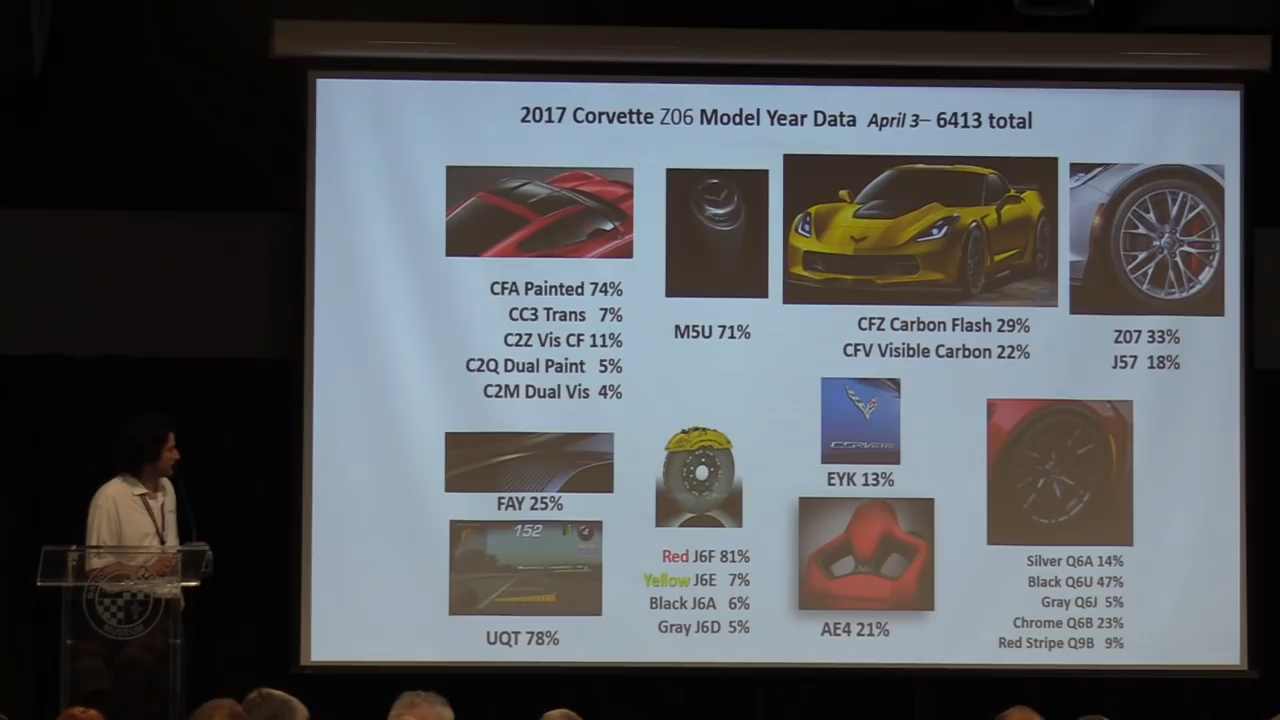 2017 Corvette Z06 Model Year Data April 3– 6413 total
CFA Painted 74%
CC3 Trans 7%
C2Z Vis CF 11%
C2Q Dual Paint 5%
C2M Dual Vis 4%
M5U 71%
CFZ Carbon Flash 29%
CFV Visible Carbon 22%
Z07 33%
J57 18%
FAY 25%
152
UQT 78%
Red J6F 81%
Yellow J6E 7%
Black J6A 6%
Gray J6D 5%
CORVETTE
EYK 13%
AE4 21%
Silver Q6A 14%
Black Q6U 47%
Gray Q6J 5%
Chrome Q6B 23%
Red Stripe Q9B 9%
MUSEUM